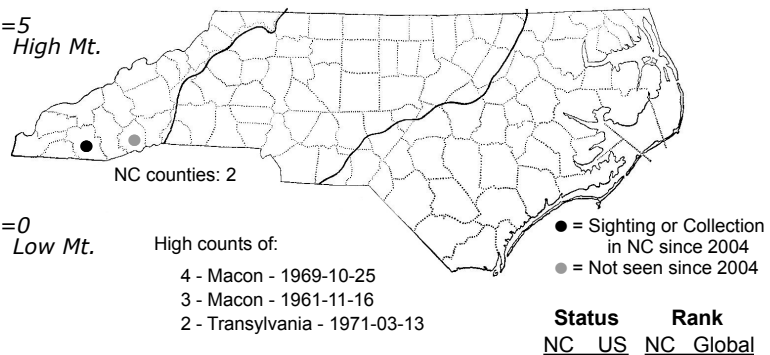 =5
High Mt.
NC counties: 2
=0
Low Mt.
High counts of:
4 - Macon - 1969-10-25
3 - Macon - 1961-11-16
2 - Transylvania - 1971-03-13
= Sighting or Collection
in NC since 2004
= Not seen since 2004
Status Rank
NC US NC Global